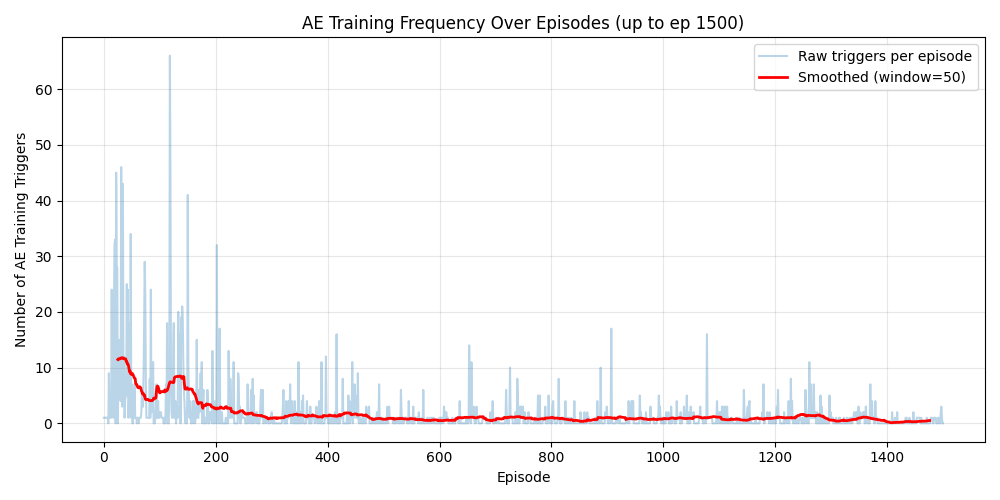 AE Training Frequency Over Episodes (up to ep 1500)
Raw triggers per episode
Smoothed (window=50)
Number of AE Training Triggers
60
50
40
30
20
10
0
0 200 400 600 800 1000 1200 1400
Episode